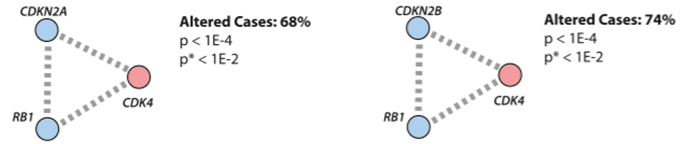 CDKN2A
Altered Cases: 68%
p < 1E-4
p* < 1E-2
CDK4
RB1
CDKN2B
Altered Cases: 74%
p < 1E-4
p* < 1E-2
CDK4
RB1